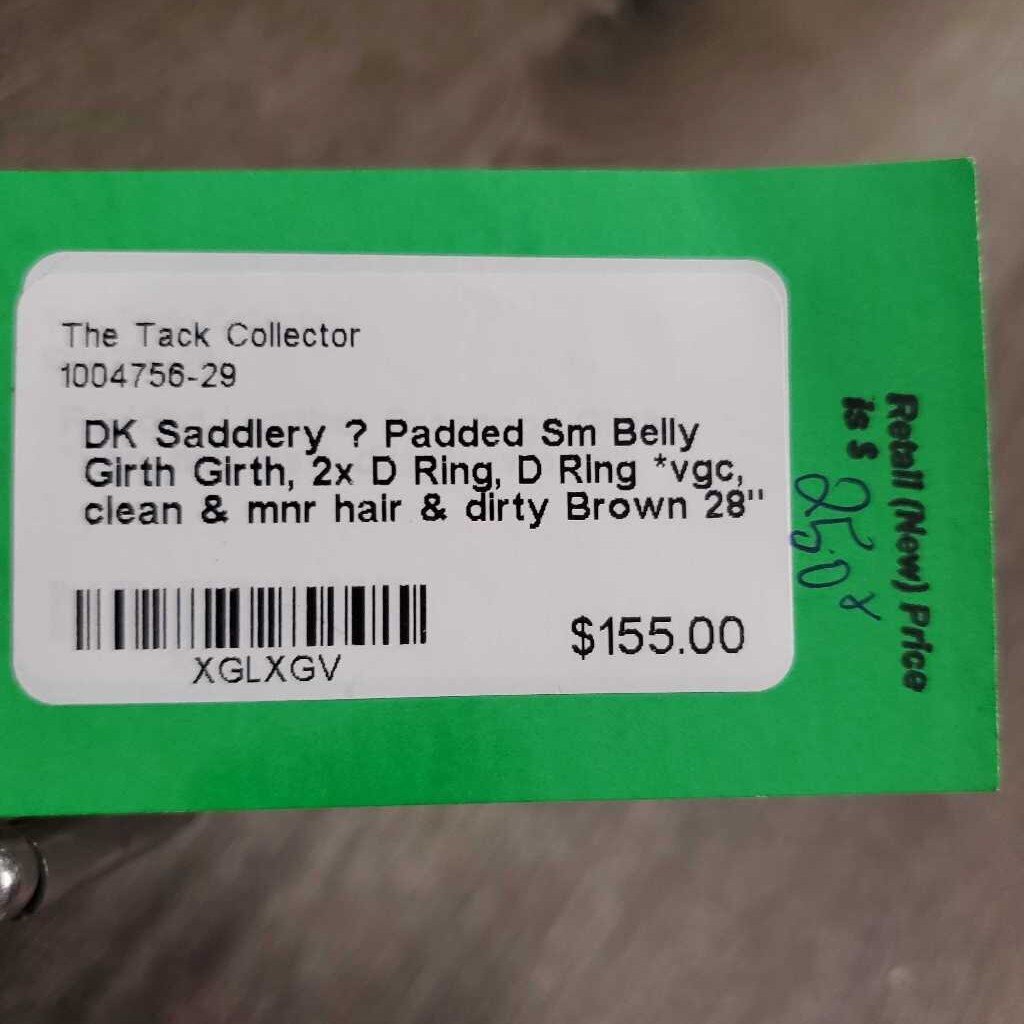 The Tack Collector
1004756-29
DK Saddlery ? Padded Sm Belly
Girth Girth, 2x D Ring, D Ring *vgc,
clean & mnr hair & dirty Brown 28"
XGLXGV
$155.00
Retail (New) Price
is $
250x